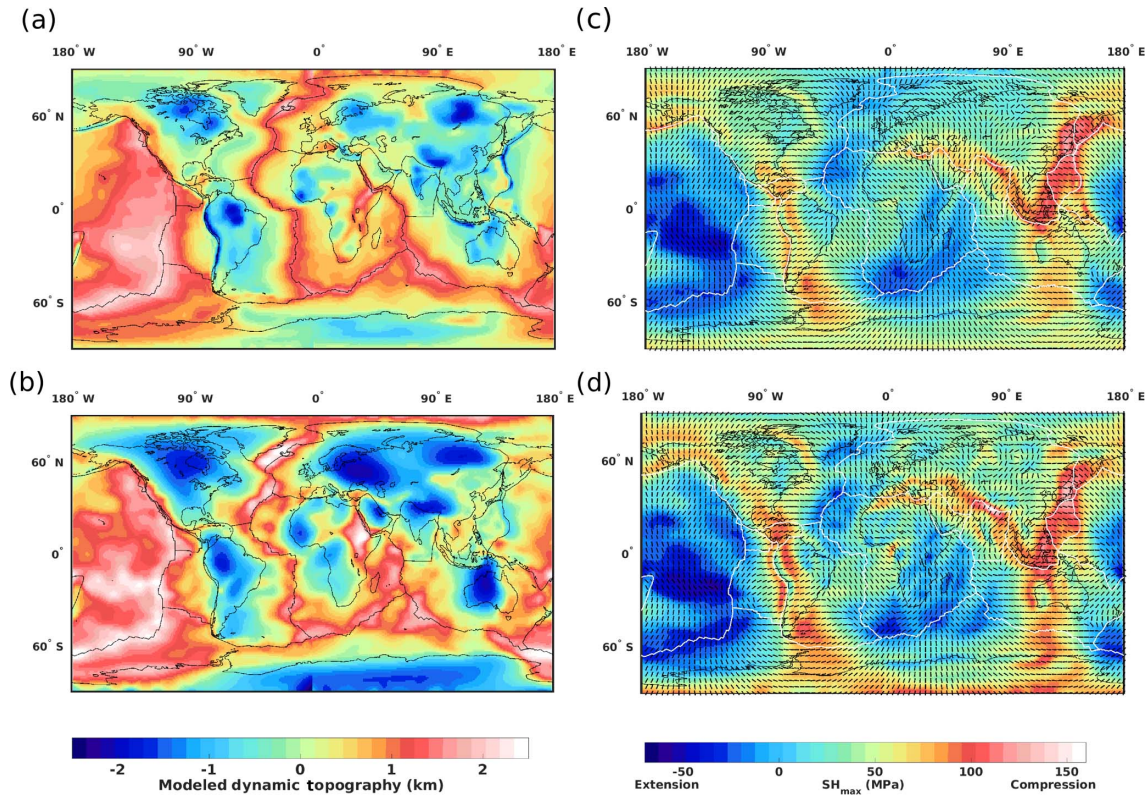 (a)
180° W 90° W 0° 90° E 180° E
60° N
0°
60° S
(b)
180° W 90° W 0° 90° E 180° E
60° N
0°
60° S
-2 -1 0 1 2
Modeled dynamic topography (km)
(c)
180° W 90° W 0° 90° E 180° E
60° N
0°
60° S
(d)
180° W 90° W 0° 90° E 180° E
60° N
0°
60° S
-50 0 50 100 150
Extension SHmax (MPa) Compression